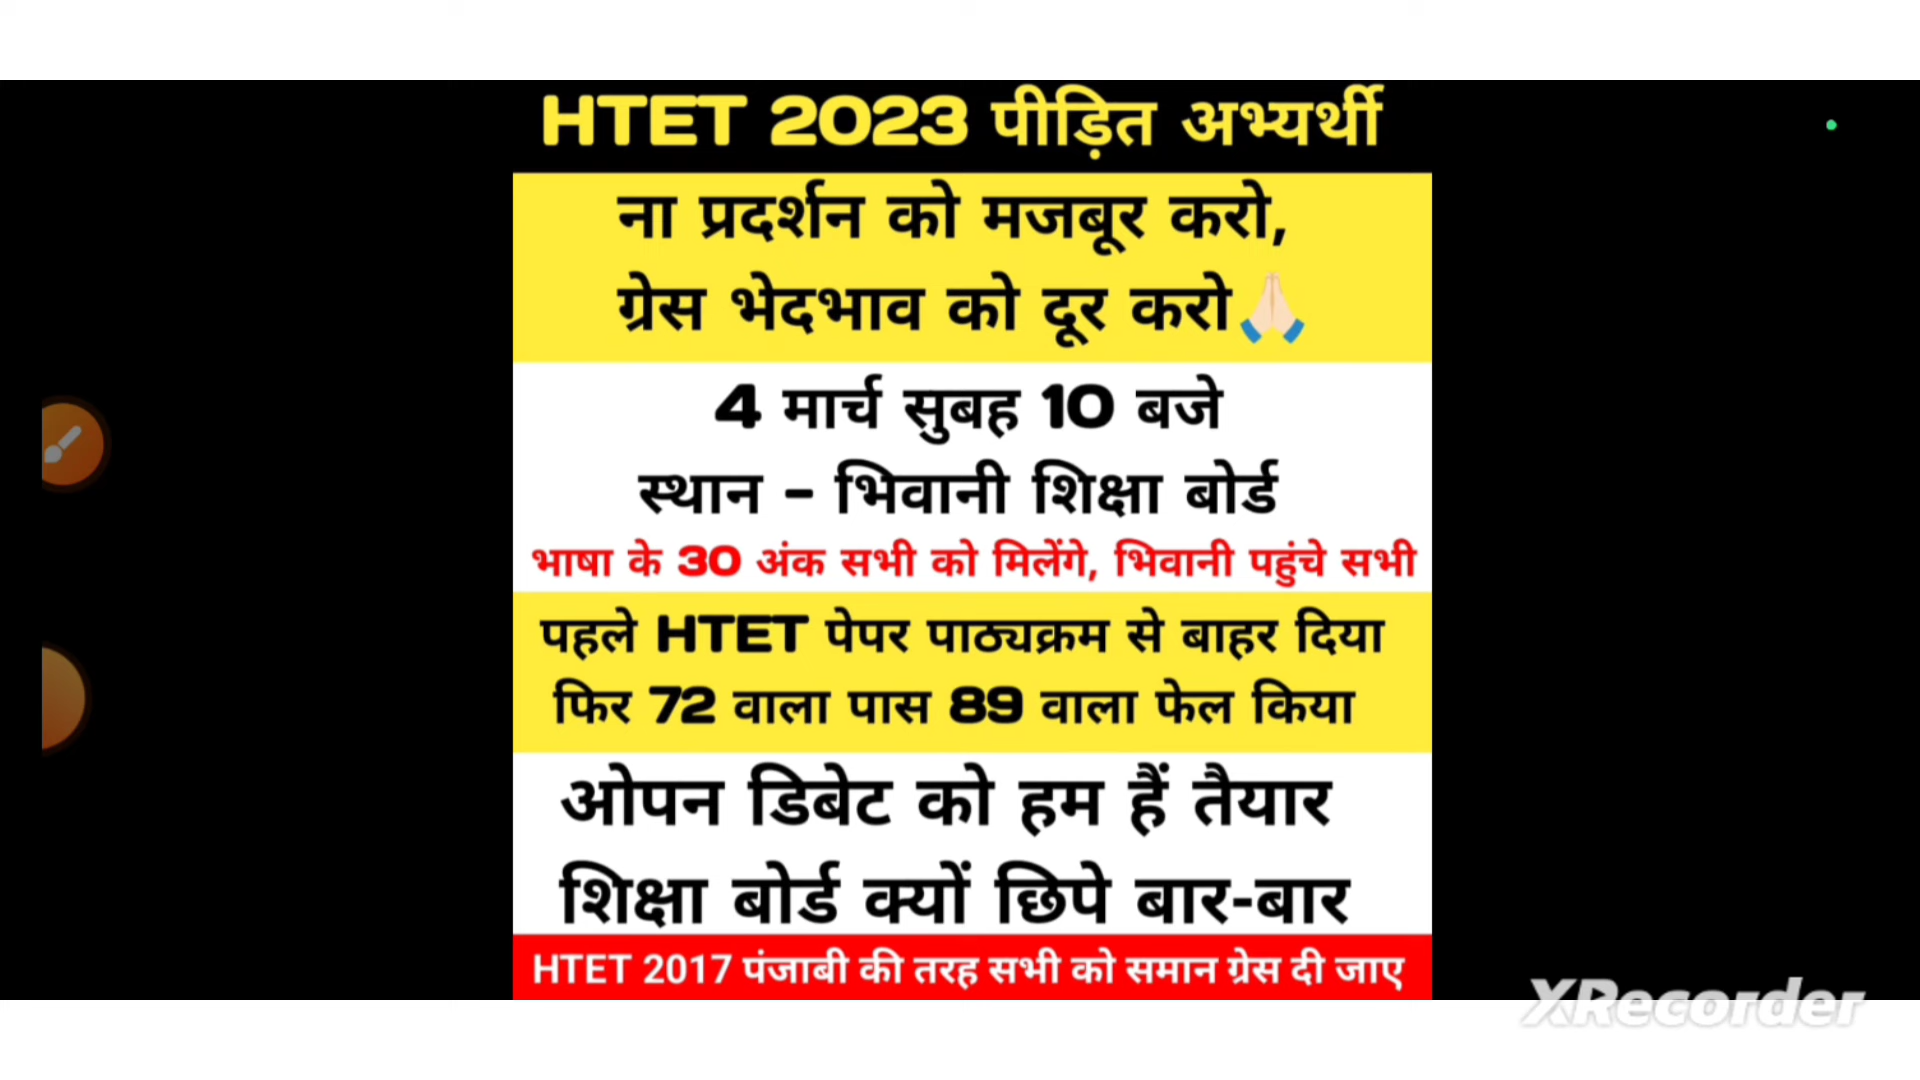 HTET 2023 पीड़ित अभ्यर्थी
ना प्रदर्शन को मजबूर करो,
ग्रेस भेदभाव को दूर करो🙏🏻
4 मार्च सुबह 10 बजे
स्थान - भिवानी शिक्षा बोर्ड
भाषा के 30 अंक सभी को मिलेंगे, भिवानी पहुंचे सभी
पहले HTET पेपर पाठ्यक्रम से बाहर दिया
फिर 72 वाला पास 89 वाला फेल किया
ओपन डिबेट को हम हैं तैयार
शिक्षा बोर्ड क्यों छिपे बार-बार
HTET 2017 पंजाबी की तरह सभी को समान ग्रेस दी जाए
XRecorder